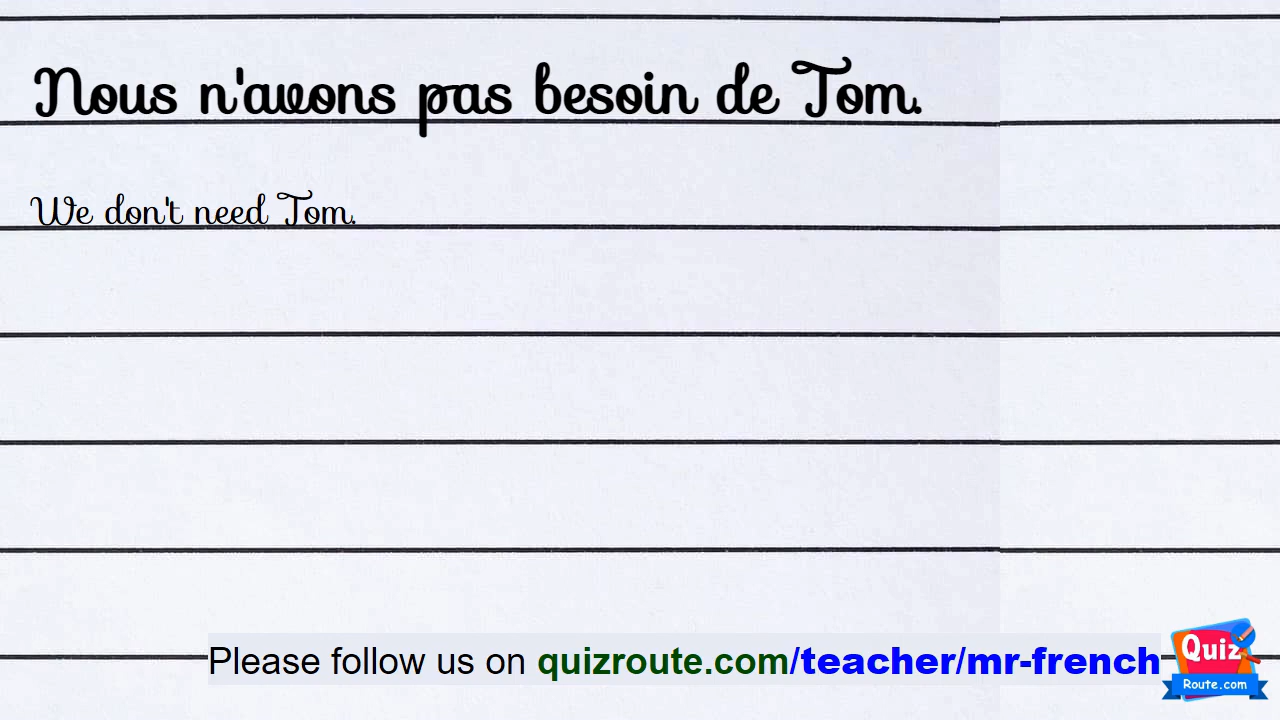 Nous n'avons pas besoin de Tom.
We don't need Tom.
Please follow us on quizroute.com/teacher/mr-french
Quiz
Route.com